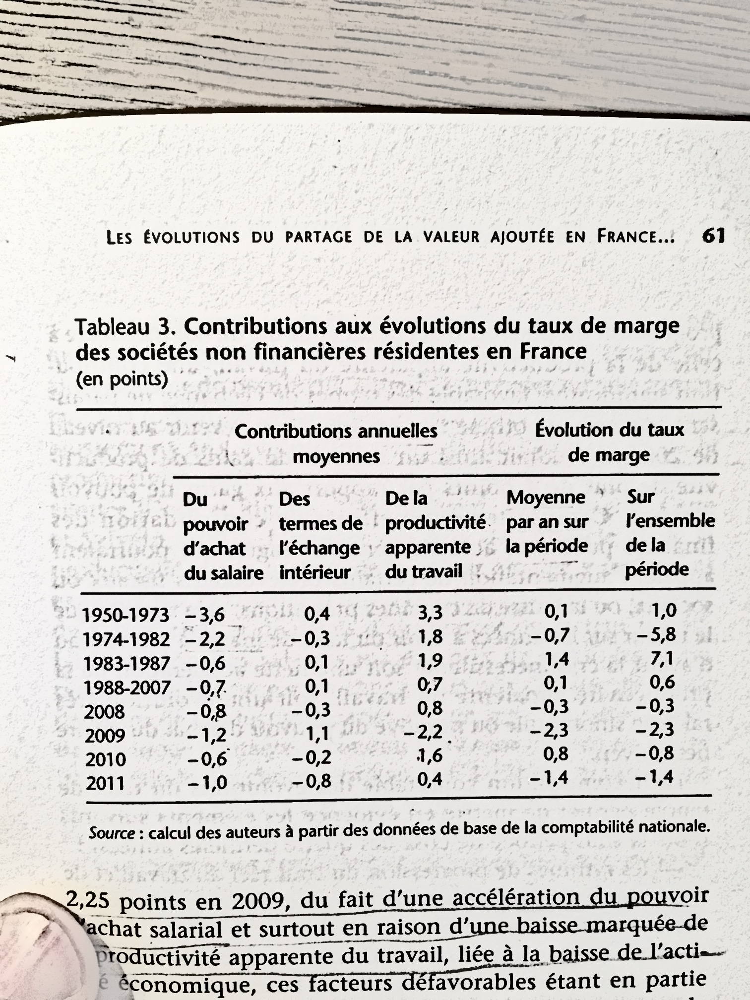 LES ÉVOLUTIONS DU PARTAGE DE LA VALEUR AJOUTÉE EN FRANCE... 61
Tableau 3. Contributions aux évolutions du taux de marge
des sociétés non financières résidentes en France
(en points)
Contributions annuelles moyennes
Évolution du taux de marge
Du pouvoir d'achat du salaire
Des termes de l'échange intérieur
De la productivité apparente du travail
Moyenne par an sur la période
Sur l'ensemble de la période
1950-1973 –3,6 0,4 3,3 0,1 1,0
1974-1982 –2,2 –0,3 1,8 –0,7 –5,8
1983-1987 –0,6 0,1 1,9 1,4 7,1
1988-2007 –0,7 0,1 0,7 0,1 0,6
2008 –0,8 –0,3 0,8 –0,3 –0,3
2009 –1,2 1,1 –2,2 –2,3 –2,3
2010 –0,6 –0,2 1,6 0,8 –0,8
2011 –1,0 –0,8 0,4 –1,4 –1,4
Source : calcul des auteurs à partir des données de base de la comptabilité nationale.
2,25 points en 2009, du fait d'une accélération du pouvoir
'achat salarial et surtout en raison d'une baisse marquée de
productivité apparente du travail, liée à la baisse de l'acti-
é économique, ces facteurs défavorables étant en partie